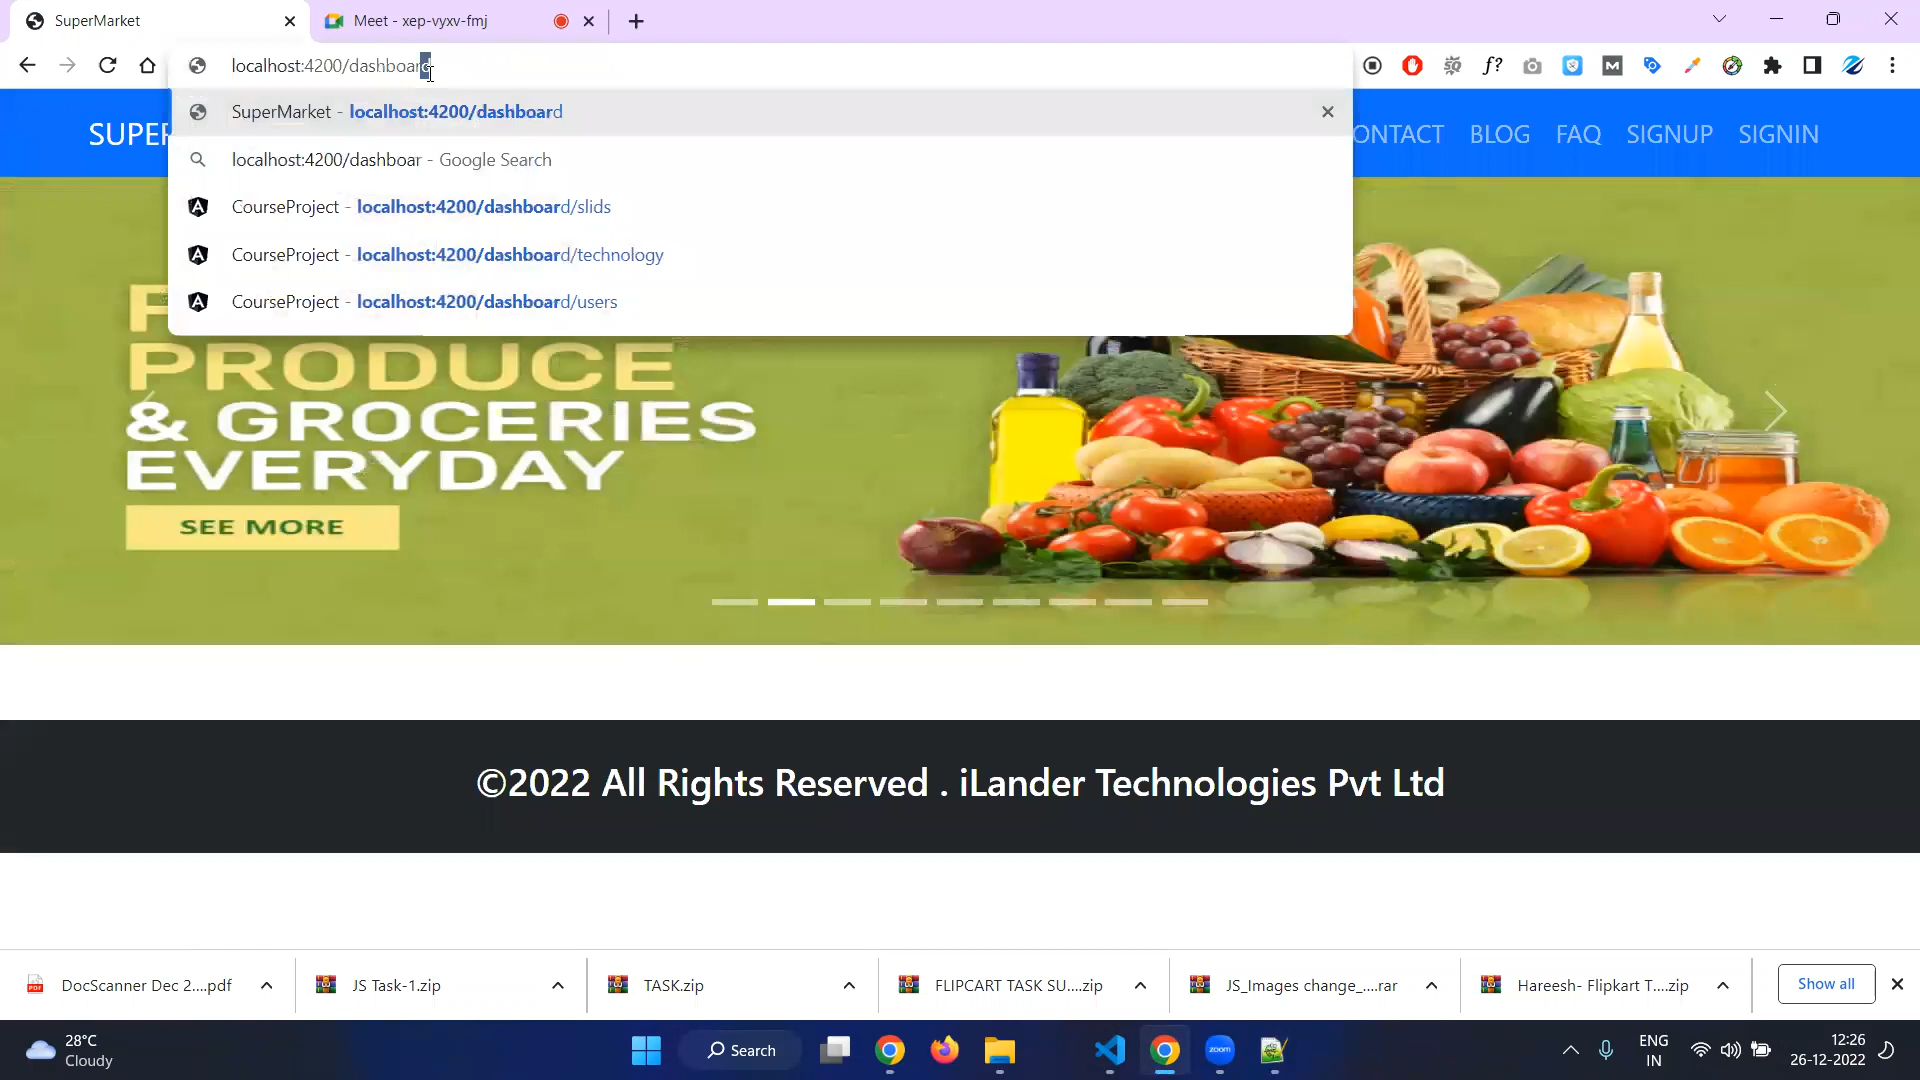 SuperMarket
Meet - xep-vyxv-fmj
localhost:4200/dashboard
SuperMarket - localhost:4200/dashboard
localhost:4200/dashboar - Google Search
CourseProject - localhost:4200/dashboard/slids
CourseProject - localhost:4200/dashboard/technology
CourseProject - localhost:4200/dashboard/users
SUPER
ONTACT BLOG FAQ SIGNUP SIGNIN
PRODUCE
& GROCERIES
EVERYDAY
SEE MORE
©2022 All Rights Reserved . iLander Technologies Pvt Ltd
DocScanner Dec 2....pdf
JS Task-1.zip
TASK.zip
FLIPCART TASK SU....zip
JS_Images change_....rar
Hareesh- Flipkart T....zip
Show all
28°C
Cloudy
Search
zoom
ENG
IN
12:26
26-12-2022